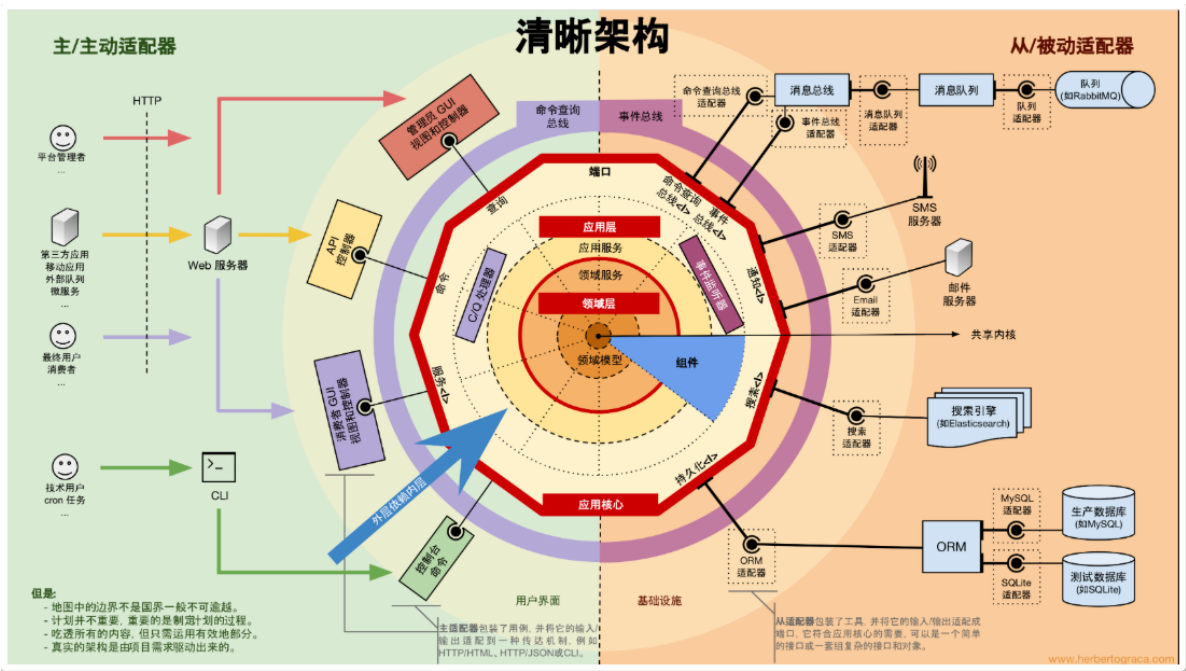 清晰架构
主/主动适配器
从/被动适配器
HTTP
平台管理者
...
第三方应用
移动应用
外部队列
微服务
...
最终用户
消费者
...
技术用户
cron 任务
...
Web 服务器
CLI
管理员 GUI
视图和控制器
API
控制器
消费者 GUI
视图和控制器
控制台
命令
命令查询
总线
事件总线
端口
查询
命令
服务</>
命令查询
总线</>
事件
总线</>
通知</>
搜索</>
持久化</>
应用层
应用服务
领域服务
领域层
领域模型
C/Q 处理器
事件监听器
组件
应用核心
外层依赖内层
共享内核
命令查询总线
适配器
消息总线
事件总线
适配器
消息队列
适配器
消息队列
队列
适配器
队列
(如RabbitMQ)
SMS
适配器
SMS
服务器
Email
适配器
邮件
服务器
搜索
适配器
搜索引擎
(如Elasticsearch)
ORM
适配器
ORM
MySQL
适配器
生产数据库
(如MySQL)
SQLite
适配器
测试数据库
(如SQLite)
用户界面
基础设施
但是:
- 地图中的边界不是国界一般不可逾越。
- 计划并不重要, 重要的是制定计划的过程。
- 吃透所有的内容, 但只需运用有效地部分。
- 真实的架构是由项目需求驱动出来的。
主适配器包装了用例, 并将它的输入/
输出适配到一种传达机制, 例如
HTTP/HTML、HTTP/JSON或CLI。
从适配器包装了工具, 并将它的输入/输出适配成
端口, 它符合应用核心的需要, 可以是一个简单
的接口或一套组复杂的接口和对象。
www.herbertograca.com